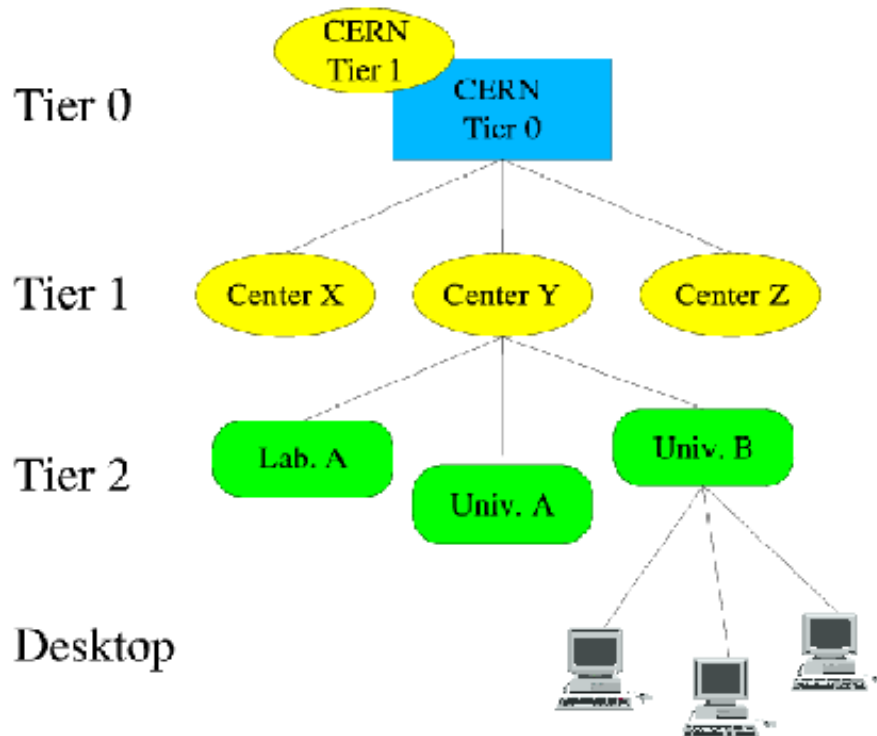 CERN
Tier 1
Tier 0
CERN
Tier 0
Tier 1
Center X
Center Y
Center Z
Tier 2
Lab. A
Univ. A
Univ. B
Desktop